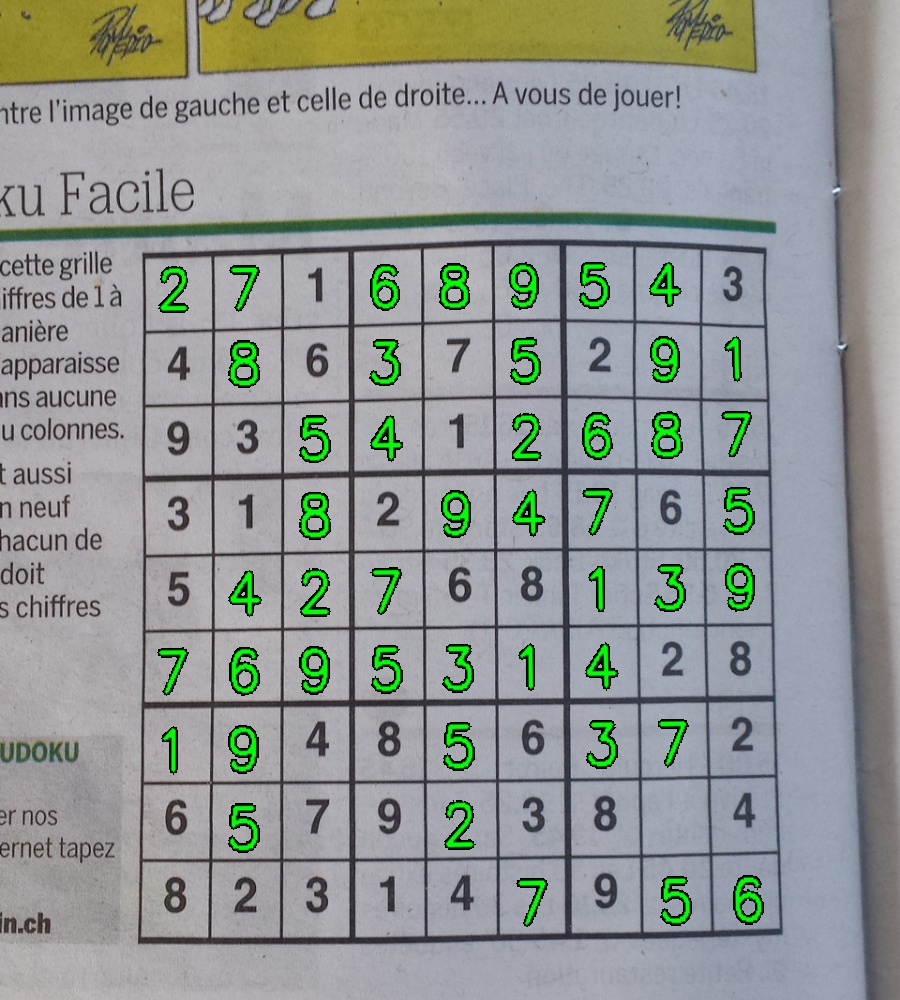 ntre l'image de gauche et celle de droite... A vous de jouer!
ku Facile
cette grille
iffres de 1 à
anière
apparaisse
ans aucune
u colonnes.
t aussi
n neuf
hacun de
doit
s chiffres
UDOKU
er nos
ernet tapez
in.ch
2 7 1 6 8 9 5 4 3
4 8 6 3 7 5 2 9 1
9 3 5 4 1 2 6 8 7
3 1 8 2 9 4 7 6 5
5 4 2 7 6 8 1 3 9
7 6 9 5 3 1 4 2 8
1 9 4 8 5 6 3 7 2
6 5 7 9 2 3 8 4
8 2 3 1 4 7 9 5 6